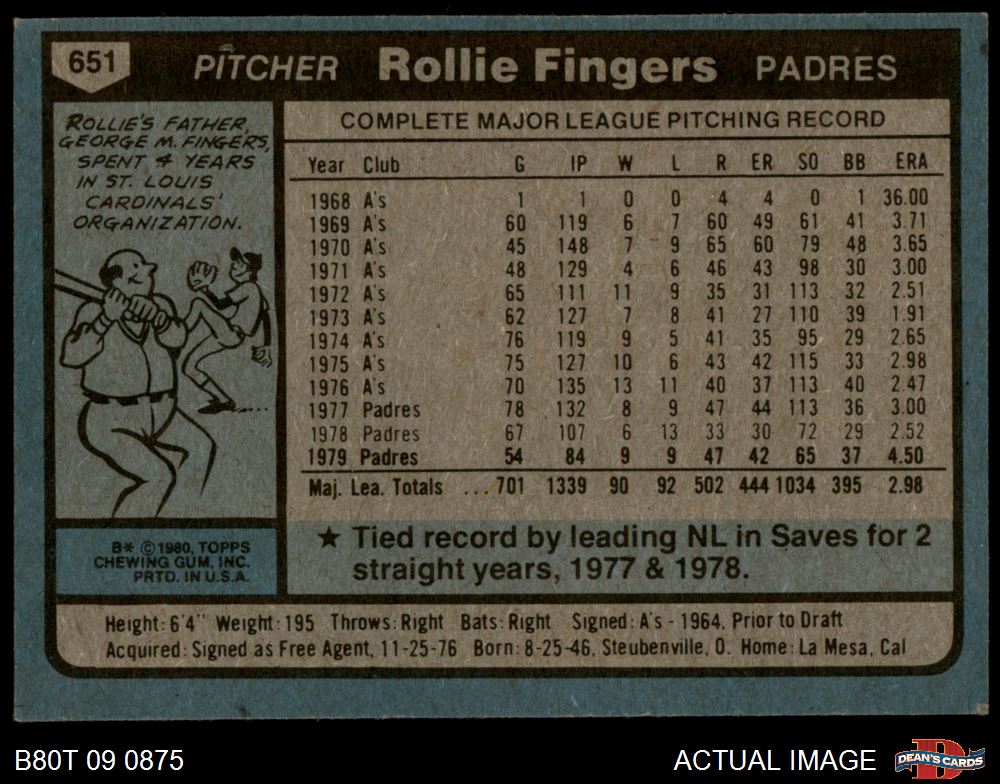 651 PITCHER Rollie Fingers PADRES
ROLLIE'S FATHER,
GEORGE M. FINGERS,
SPENT 4 YEARS
IN ST. LOUIS
CARDINALS'
ORGANIZATION.
B* © 1980, TOPPS
CHEWING GUM, INC.
PRTD. IN U.S.A.
COMPLETE MAJOR LEAGUE PITCHING RECORD
Year Club G IP W L R ER SO BB ERA
1968 A's 1 1 0 0 4 4 0 1 36.00
1969 A's 60 119 6 7 60 49 61 41 3.71
1970 A's 45 148 7 9 65 60 79 48 3.65
1971 A's 48 129 4 6 46 43 98 30 3.00
1972 A's 65 111 11 9 35 31 113 32 2.51
1973 A's 62 127 7 8 41 27 110 39 1.91
1974 A's 76 119 9 5 41 35 95 29 2.65
1975 A's 75 127 10 6 43 42 115 33 2.98
1976 A's 70 135 13 11 40 37 113 40 2.47
1977 Padres 78 132 8 9 47 44 113 36 3.00
1978 Padres 67 107 6 13 33 30 72 29 2.52
1979 Padres 54 84 9 9 47 42 65 37 4.50
Maj. Lea. Totals ...701 1339 90 92 502 444 1034 395 2.98
★ Tied record by leading NL in Saves for 2
straight years, 1977 & 1978.
Height: 6'4" Weight: 195 Throws: Right Bats: Right Signed: A's - 1964, Prior to Draft
Acquired: Signed as Free Agent, 11-25-76 Born: 8-25-46, Steubenville, O. Home: La Mesa, Cal
B80T 09 0875 ACTUAL IMAGE DEAN'S CARDS